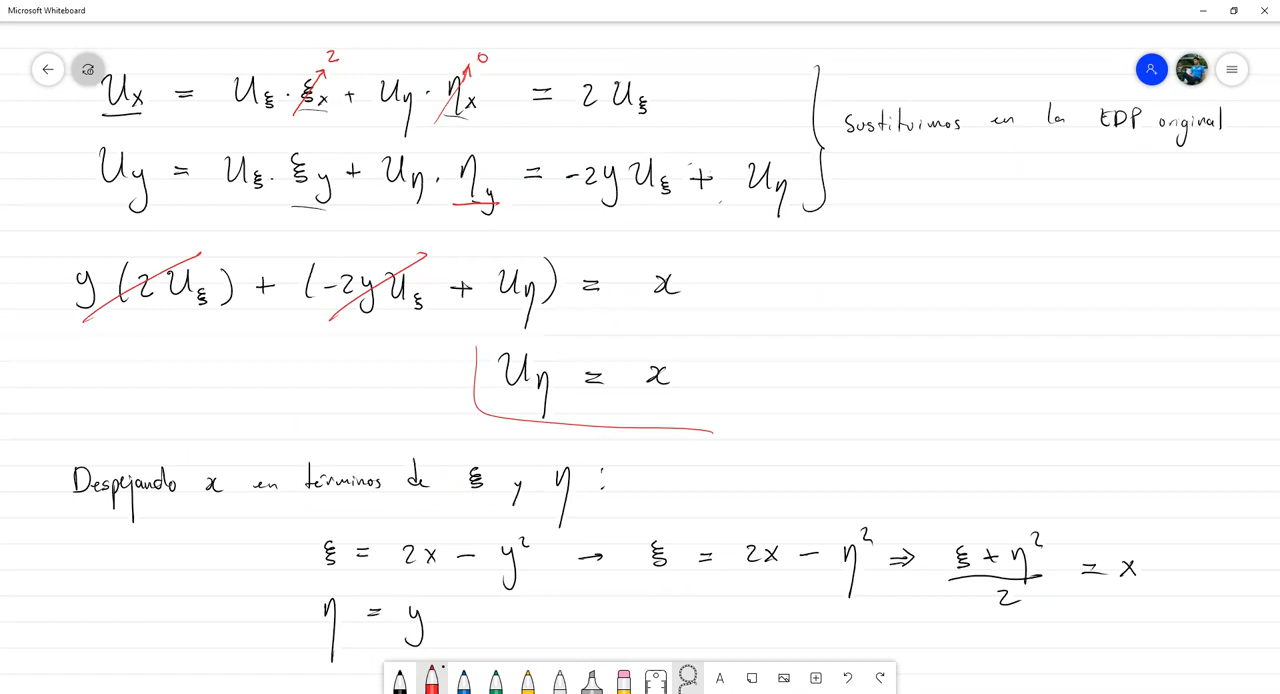 Microsoft Whiteboard
2 0
Ux = Uξ · ξx + Uη · ηx = 2 Uξ
Sustituimos en la EDP original
Uy = Uξ · ξy + Uη · ηy = -2y Uξ + Uη
y (2 Uξ) + (-2y Uξ + Uη) = x
Uη = x
Despejando x en términos de ξ y η :
ξ = 2x - y² → ξ = 2x - η² ⇒ (ξ + η²)/2 = x
η = y
A